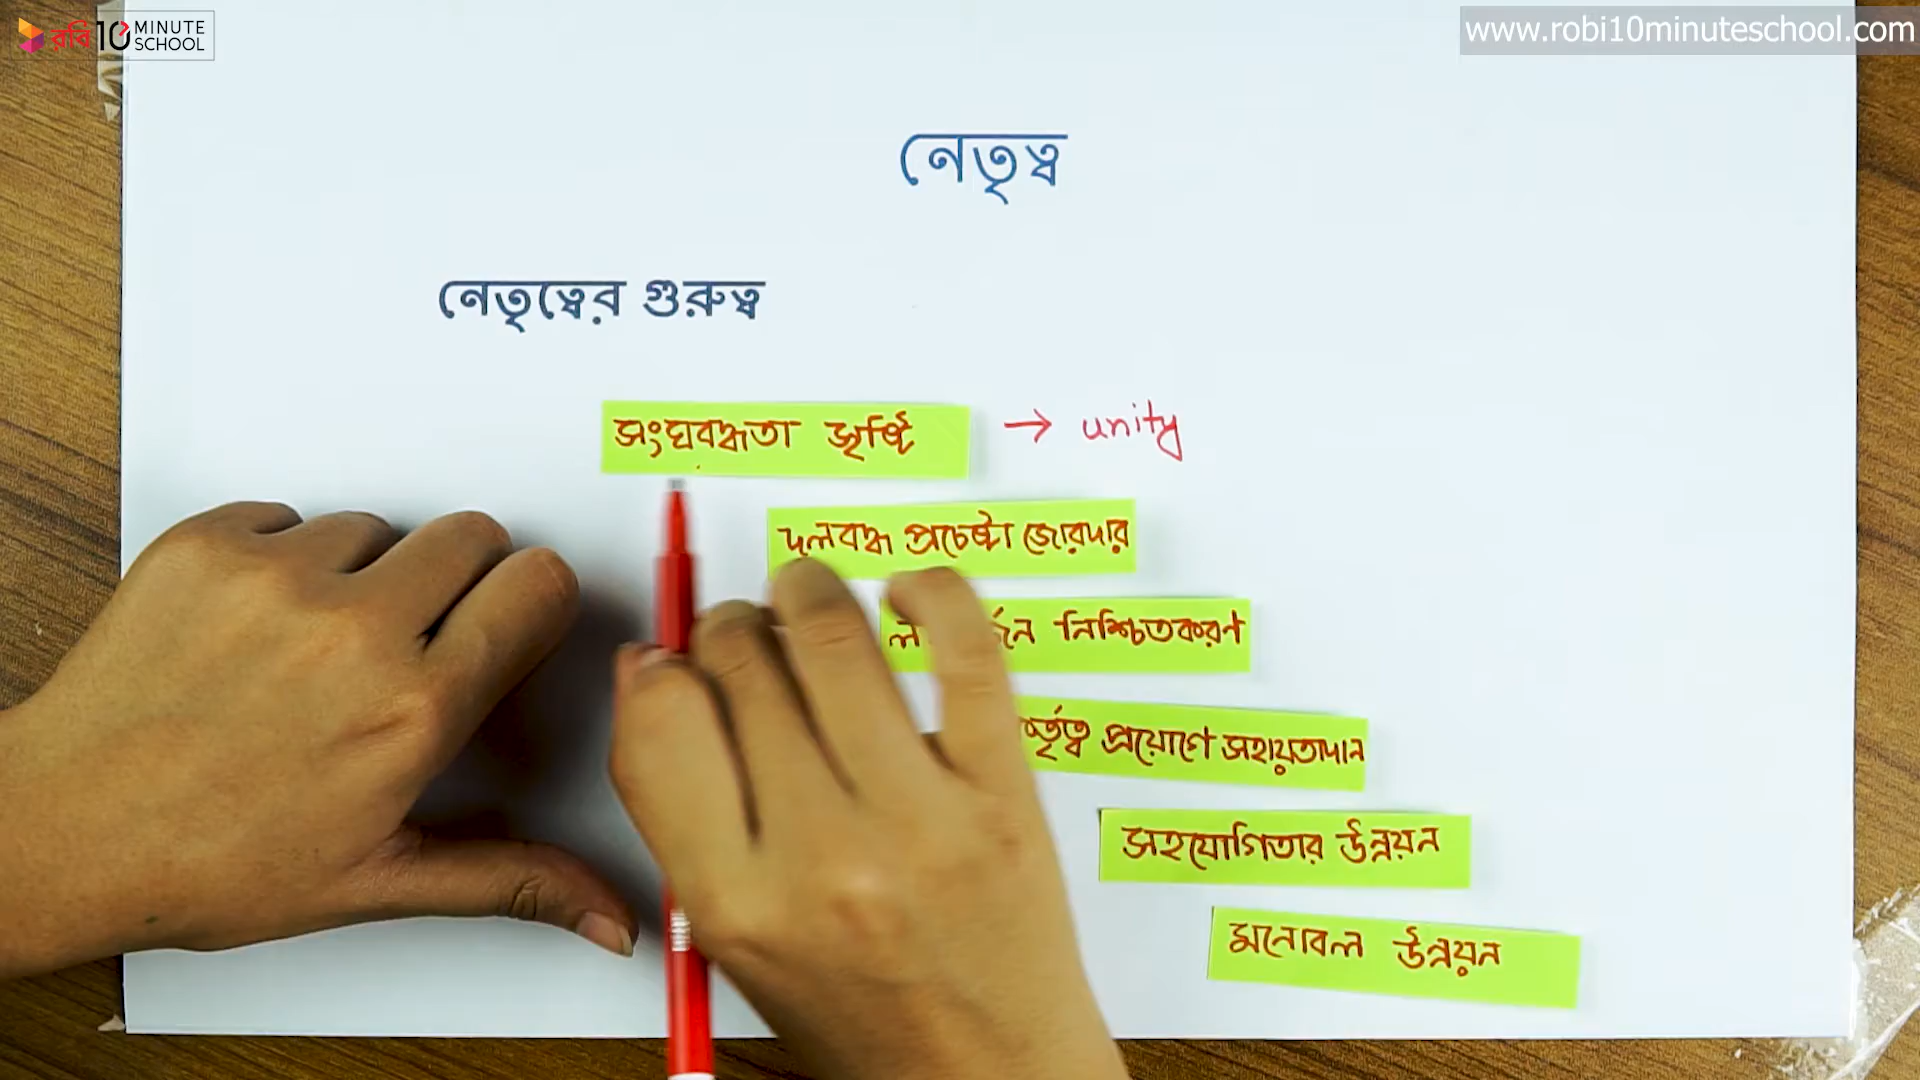 রবি 10 MINUTE SCHOOL
www.robi10minuteschool.com
নেতৃত্ব
নেতৃত্বের গুরুত্ব
সংঘবদ্ধতা সৃষ্টি → unity
দলবদ্ধ প্রচেষ্টা জোরদার
নিশ্চিতকরণ
প্রয়োগে সহায়তাদান
সহযোগিতার উন্নয়ন
মনোবল উন্নয়ন